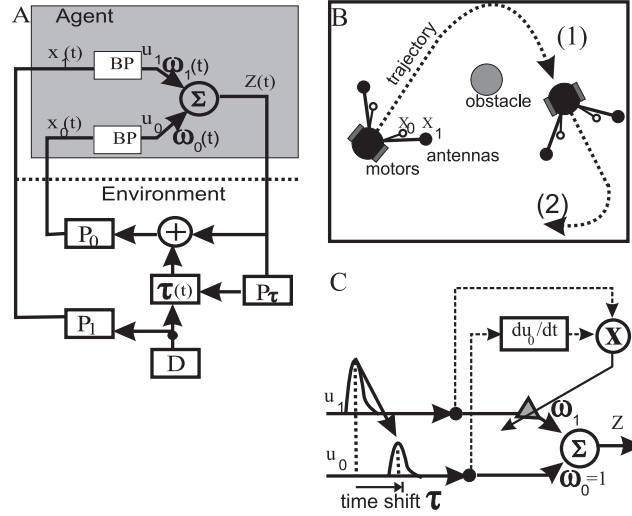 A
Agent
x₁(t)
BP
u₁
ω₁(t)
Z(t)
Σ
x₀(t)
BP
u₀
ω₀(t)
Environment
P₀
+
τ(t)
Pτ
P₁
D
B
trajectory
(1)
obstacle
X₀ X₁
antennas
motors
(2)
C
du₀/dt
X
u₁
ω₁
Σ
Z
u₀
ω₀=1
time shift τ